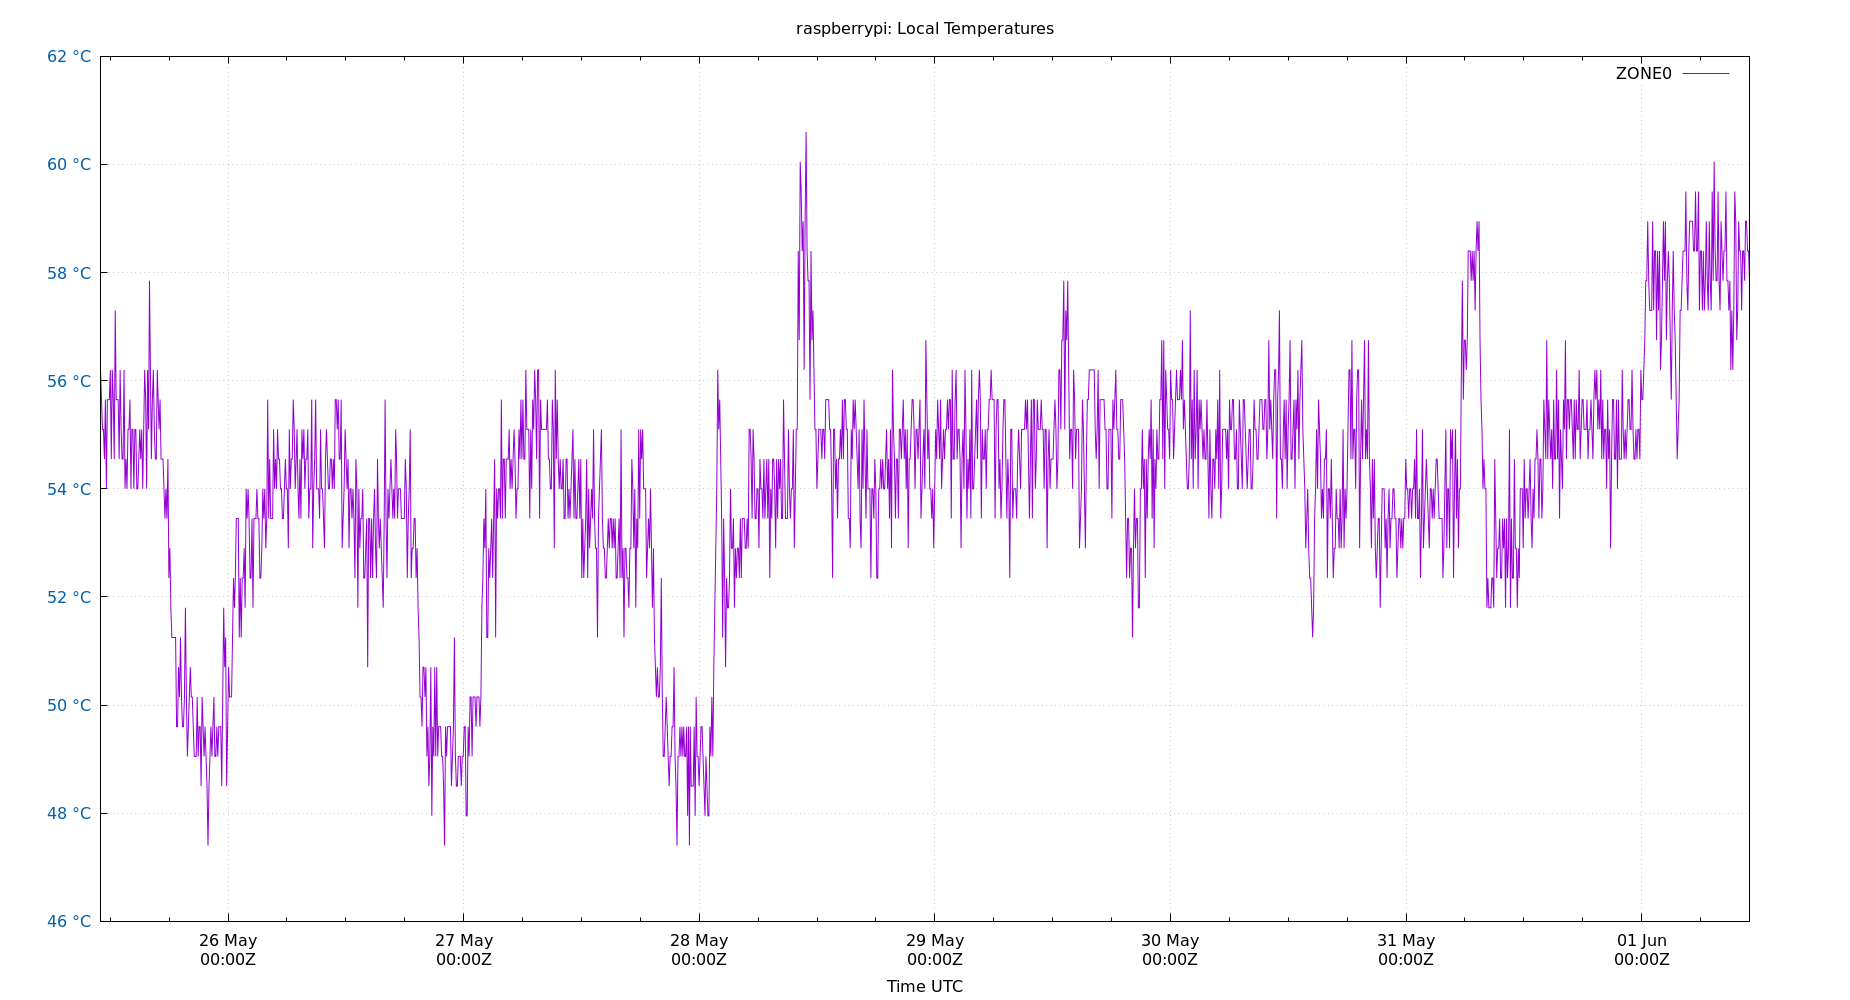 raspberrypi: Local Temperatures
62 °C
ZONE0
60 °C
58 °C
56 °C
54 °C
52 °C
50 °C
48 °C
46 °C
26 May 27 May 28 May 29 May 30 May 31 May 01 Jun
00:00Z 00:00Z 00:00Z 00:00Z 00:00Z 00:00Z 00:00Z
Time UTC